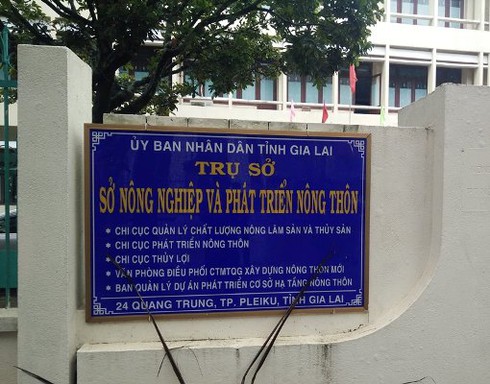 ỦY BAN NHÂN DÂN TỈNH GIA LAI
TRỤ SỞ
SỞ NÔNG NGHIỆP VÀ PHÁT TRIỂN NÔNG THÔN
* CHI CỤC QUẢN LÝ CHẤT LƯỢNG NÔNG LÂM SẢN VÀ THỦY SẢN
* CHI CỤC PHÁT TRIỂN NÔNG THÔN
* CHI CỤC THỦY LỢI
* VĂN PHÒNG ĐIỀU PHỐI CTMTQG XÂY DỰNG NÔNG THÔN MỚI
* BAN QUẢN LÝ DỰ ÁN PHÁT TRIỂN CƠ SỞ HẠ TẦNG NÔNG THÔN
24 QUANG TRUNG, TP. PLEIKU, TỈNH GIA LAI